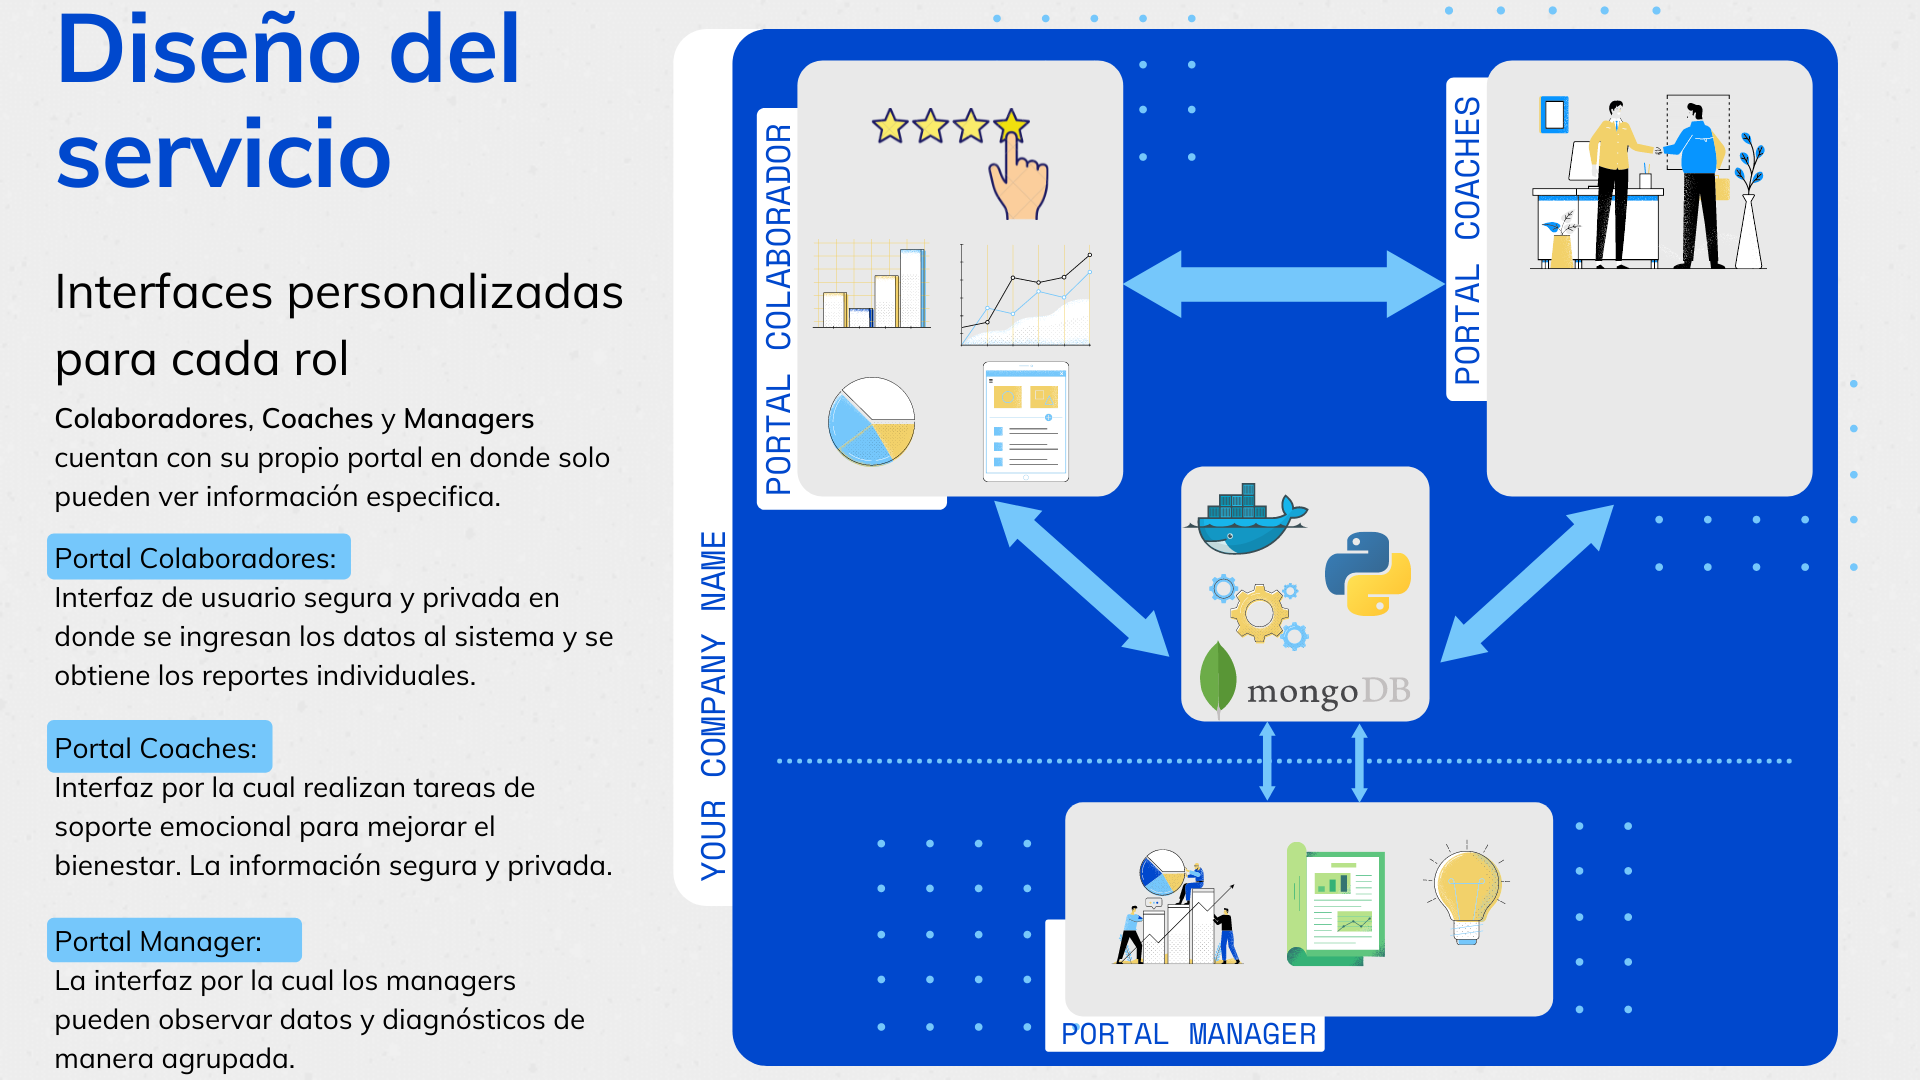 Diseño del
servicio
Interfaces personalizadas
para cada rol
Colaboradores, Coaches y Managers
cuentan con su propio portal en donde solo
pueden ver información especifica.
Portal Colaboradores:
Interfaz de usuario segura y privada en
donde se ingresan los datos al sistema y se
obtiene los reportes individuales.
Portal Coaches:
Interfaz por la cual realizan tareas de
soporte emocional para mejorar el
bienestar. La información segura y privada.
Portal Manager:
La interfaz por la cual los managers
pueden observar datos y diagnósticos de
manera agrupada.
YOUR COMPANY NAME
PORTAL COLABORADOR
PORTAL COACHES
mongoDB
PORTAL MANAGER